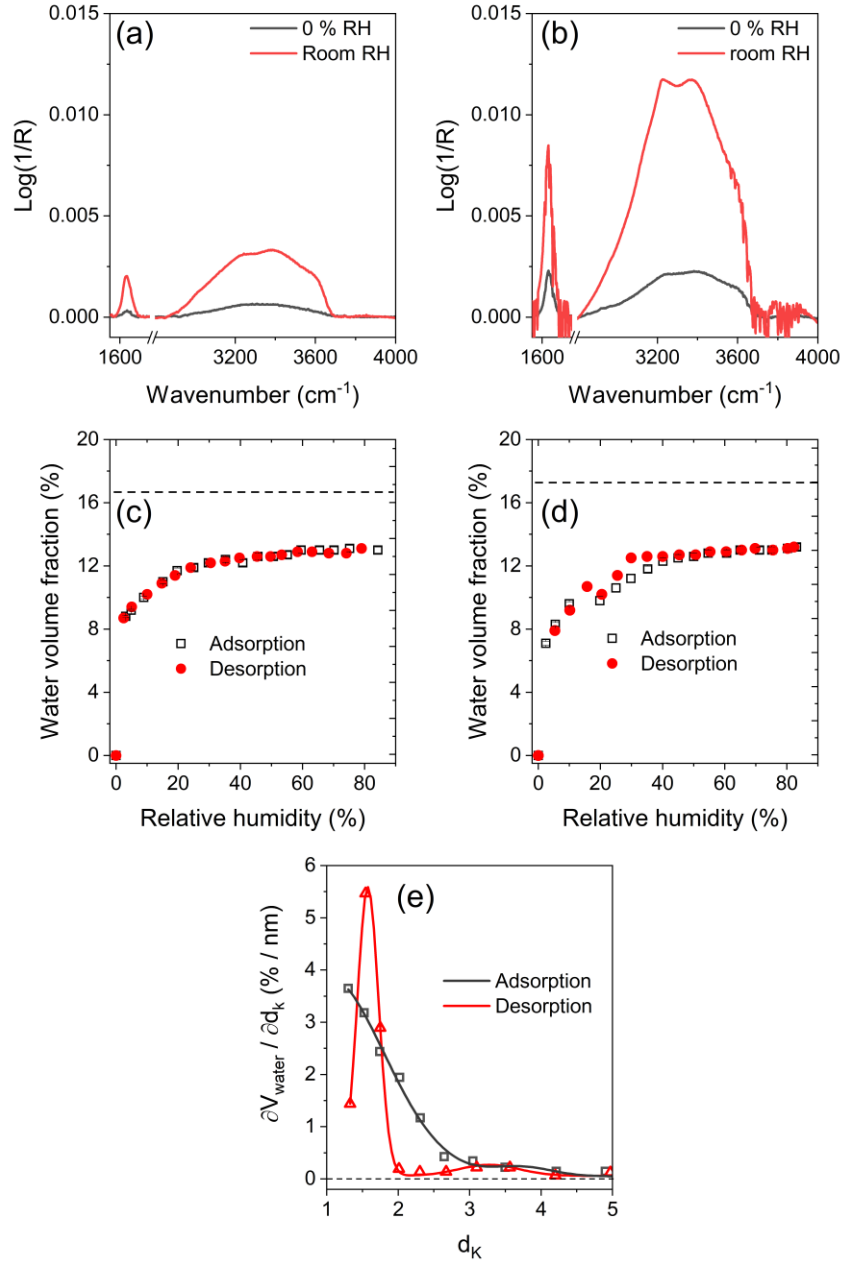 (a)
0 % RH
Room RH
0.015
0.010
0.005
0.000
Log(1/R)
1600
3200
4000
Wavenumber (cm⁻¹)
(b)
0 % RH
room RH
0.015
0.010
0.005
0.000
Log(1/R)
1600
3200
3600
4000
Wavenumber (cm⁻¹)
20
16
12
8
4
0
Water volume fraction (%)
(c)
Adsorption
Desorption
0
20
40
60
80
Relative humidity (%)
20
16
12
8
4
0
Water volume fraction (%)
(d)
Adsorption
Desorption
0
20
40
60
80
Relative humidity (%)
6
5
4
3
2
1
0
∂V_water / ∂d_k (% / nm)
(e)
Adsorption
Desorption
1
2
3
4
5
d_K